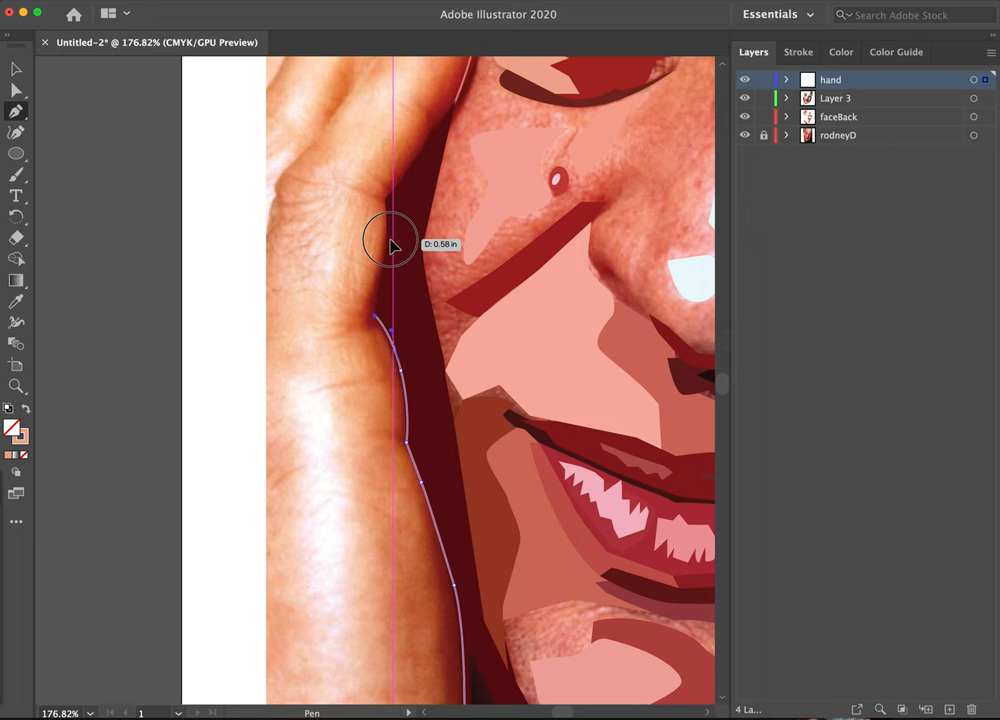 Adobe Illustrator 2020
Essentials
Search Adobe Stock
Untitled-2* @ 176.82% (CMYK/GPU Preview)
Layers
Stroke
Color
Color Guide
hand
Layer 3
faceBack
rodneyD
D: 0.58 in
176.82%
1
Pen
4 La...